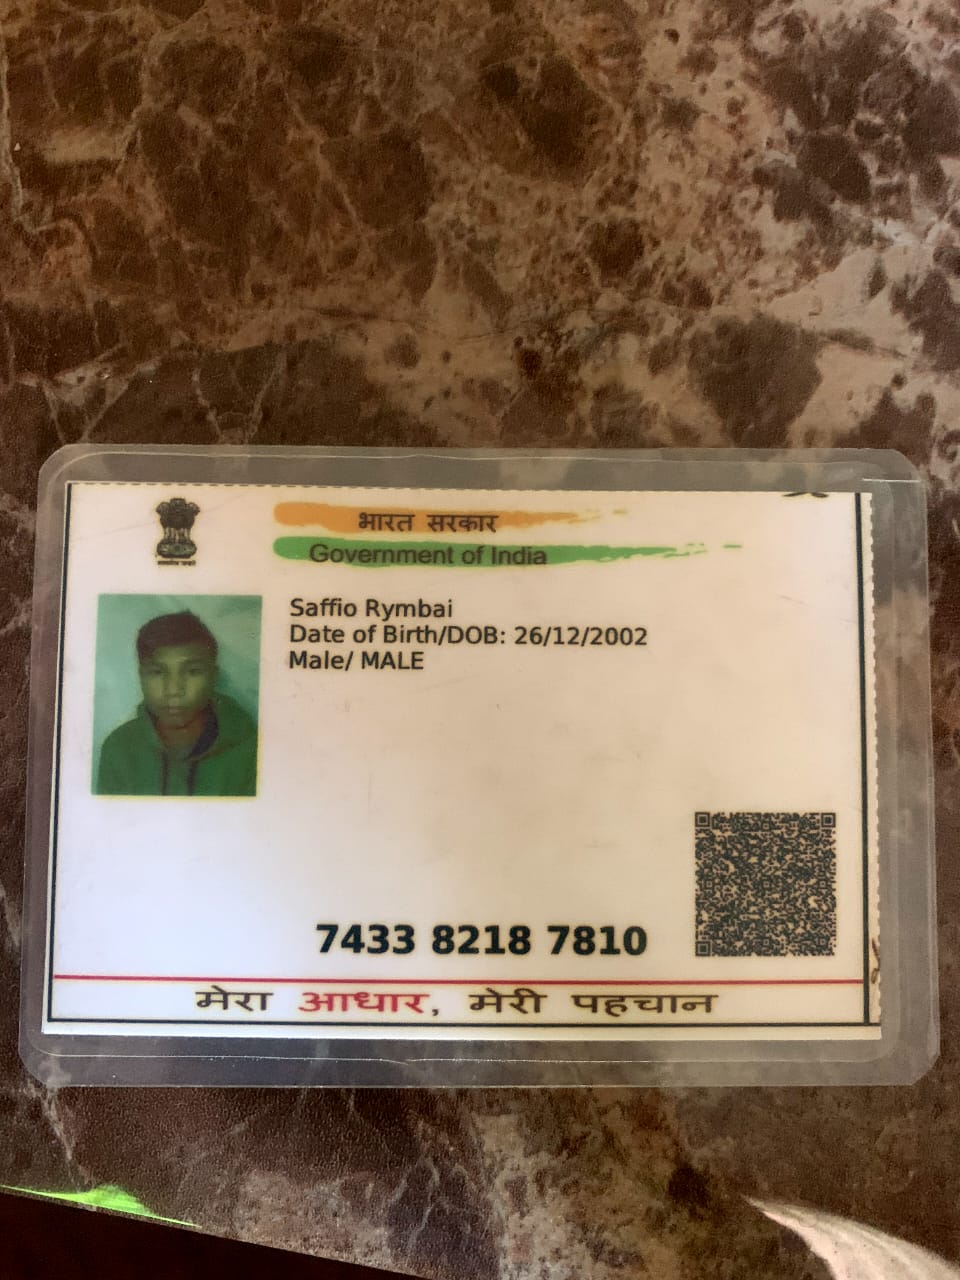 भारत सरकार
Government of India
Saffio Rymbai
Date of Birth/DOB: 26/12/2002
Male/ MALE
7433 8218 7810
मेरा आधार, मेरी पहचान